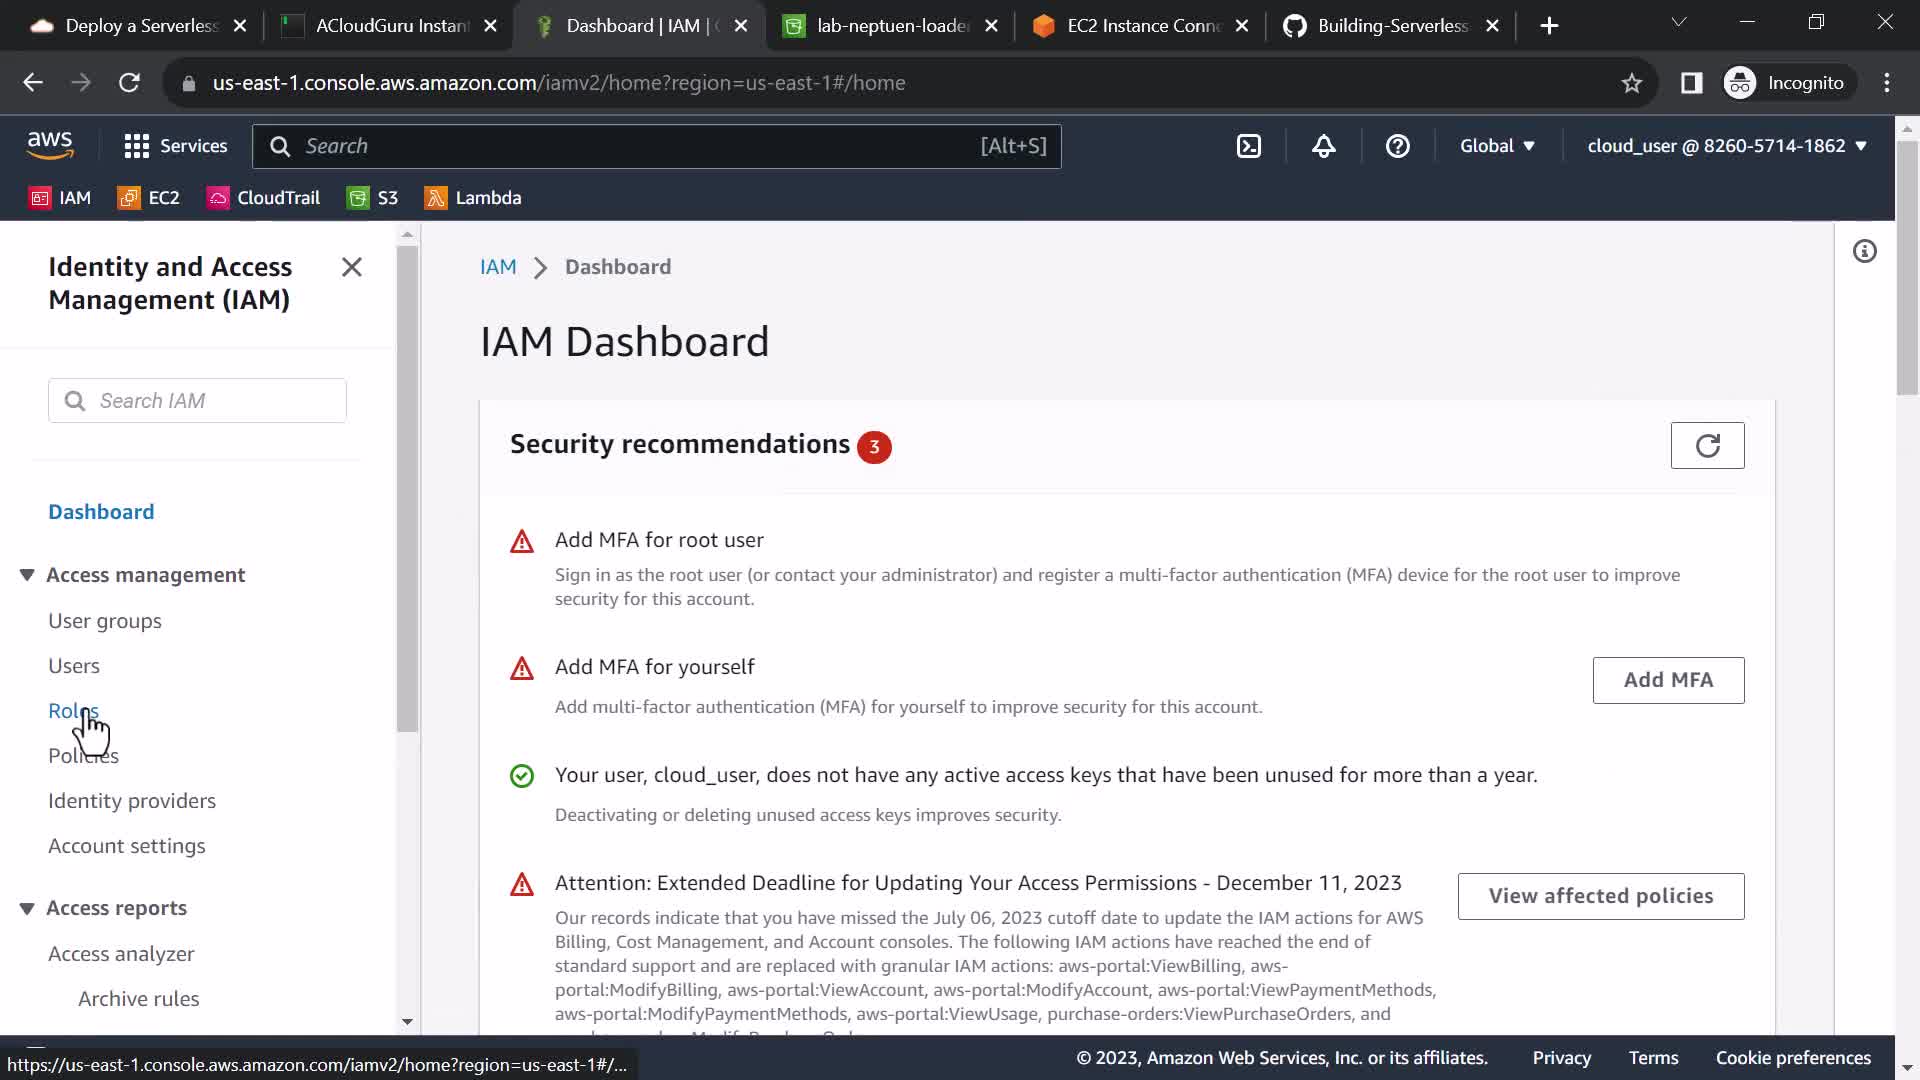 Deploy a Serverless
ACloudGuru Instan
Dashboard | IAM |
lab-neptuen-loade
EC2 Instance Conn
Building-Serverless
us-east-1.console.aws.amazon.com/iamv2/home?region=us-east-1#/home
Incognito
aws
Services
Search
[Alt+S]
Global
cloud_user @ 8260-5714-1862
IAM
EC2
CloudTrail
S3
Lambda
Identity and Access
Management (IAM)
Search IAM
Dashboard
Access management
User groups
Users
Roles
Policies
Identity providers
Account settings
Access reports
Access analyzer
Archive rules
IAM > Dashboard
IAM Dashboard
Security recommendations 3
Add MFA for root user
Sign in as the root user (or contact your administrator) and register a multi-factor authentication (MFA) device for the root user to improve
security for this account.
Add MFA for yourself
Add multi-factor authentication (MFA) for yourself to improve security for this account.
Add MFA
Your user, cloud_user, does not have any active access keys that have been unused for more than a year.
Deactivating or deleting unused access keys improves security.
Attention: Extended Deadline for Updating Your Access Permissions - December 11, 2023
View affected policies
Our records indicate that you have missed the July 06, 2023 cutoff date to update the IAM actions for AWS
Billing, Cost Management, and Account consoles. The following IAM actions have reached the end of
standard support and are replaced with granular IAM actions: aws-portal:ViewBilling, aws-
portal:ModifyBilling, aws-portal:ViewAccount, aws-portal:ModifyAccount, aws-portal:ViewPaymentMethods,
aws-portal:ModifyPaymentMethods, aws-portal:ViewUsage, purchase-orders:ViewPurchaseOrders, and
https://us-east-1.console.aws.amazon.com/iamv2/home?region=us-east-1#/...
© 2023, Amazon Web Services, Inc. or its affiliates.
Privacy
Terms
Cookie preferences